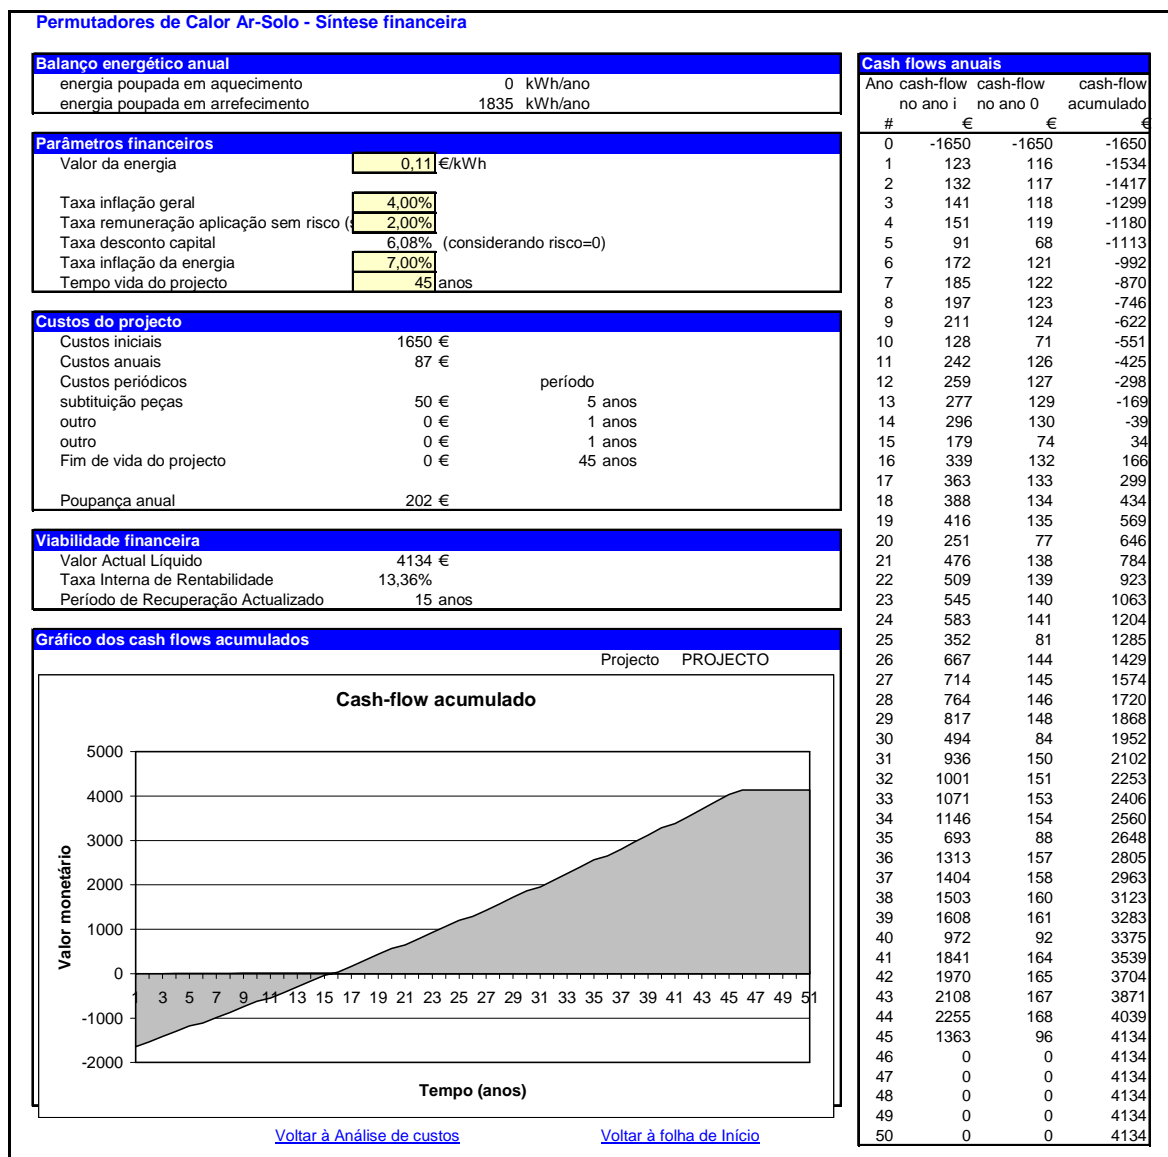 Permutadores de Calor Ar-Solo - Síntese financeira
Balanço energético anual
energia poupada em aquecimento 0 kWh/ano
energia poupada em arrefecimento 1835 kWh/ano
Parâmetros financeiros
Valor da energia 0,11 €/kWh
Taxa inflação geral 4,00%
Taxa remuneração aplicação sem risco (s 2,00%
Taxa desconto capital 6,08% (considerando risco=0)
Taxa inflação da energia 7,00%
Tempo vida do projecto 45 anos
Custos do projecto
Custos iniciais 1650 €
Custos anuais 87 €
Custos periódicos período
subtituição peças 50 € 5 anos
outro 0 € 1 anos
outro 0 € 1 anos
Fim de vida do projecto 0 € 45 anos
Poupança anual 202 €
Viabilidade financeira
Valor Actual Líquido 4134 €
Taxa Interna de Rentabilidade 13,36%
Período de Recuperação Actualizado 15 anos
Gráfico dos cash flows acumulados
Projecto PROJECTO
Cash-flow acumulado
5000
4000
3000
2000
1000
0
-1000
-2000
Valor monetário
1 3 5 7 9 11 13 15 17 19 21 23 25 27 29 31 33 35 37 39 41 43 45 47 49 51
Tempo (anos)
Voltar à Análise de custos Voltar à folha de Início
Cash flows anuais
Ano cash-flow cash-flow cash-flow
no ano i no ano 0 acumulado
# € € €
0 -1650 -1650 -1650
1 123 116 -1534
2 132 117 -1417
3 141 118 -1299
4 151 119 -1180
5 91 68 -1113
6 172 121 -992
7 185 122 -870
8 197 123 -746
9 211 124 -622
10 128 71 -551
11 242 126 -425
12 259 127 -298
13 277 129 -169
14 296 130 -39
15 179 74 34
16 339 132 166
17 363 133 299
18 388 134 434
19 416 135 569
20 251 77 646
21 476 138 784
22 509 139 923
23 545 140 1063
24 583 141 1204
25 352 81 1285
26 667 144 1429
27 714 145 1574
28 764 146 1720
29 817 148 1868
30 494 84 1952
31 936 150 2102
32 1001 151 2253
33 1071 153 2406
34 1146 154 2560
35 693 88 2648
36 1313 157 2805
37 1404 158 2963
38 1503 160 3123
39 1608 161 3283
40 972 92 3375
41 1841 164 3539
42 1970 165 3704
43 2108 167 3871
44 2255 168 4039
45 1363 96 4134
46 0 0 4134
47 0 0 4134
48 0 0 4134
49 0 0 4134
50 0 0 4134